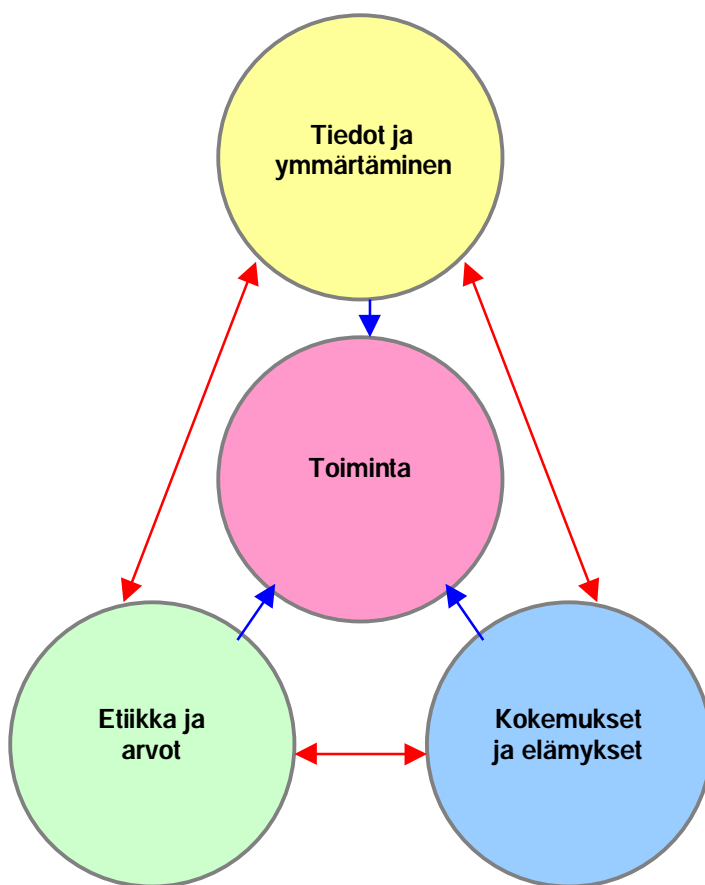 Tiedot ja
ymmärtäminen
Toiminta
Etiikka ja
arvot
Kokemukset
ja elämykset